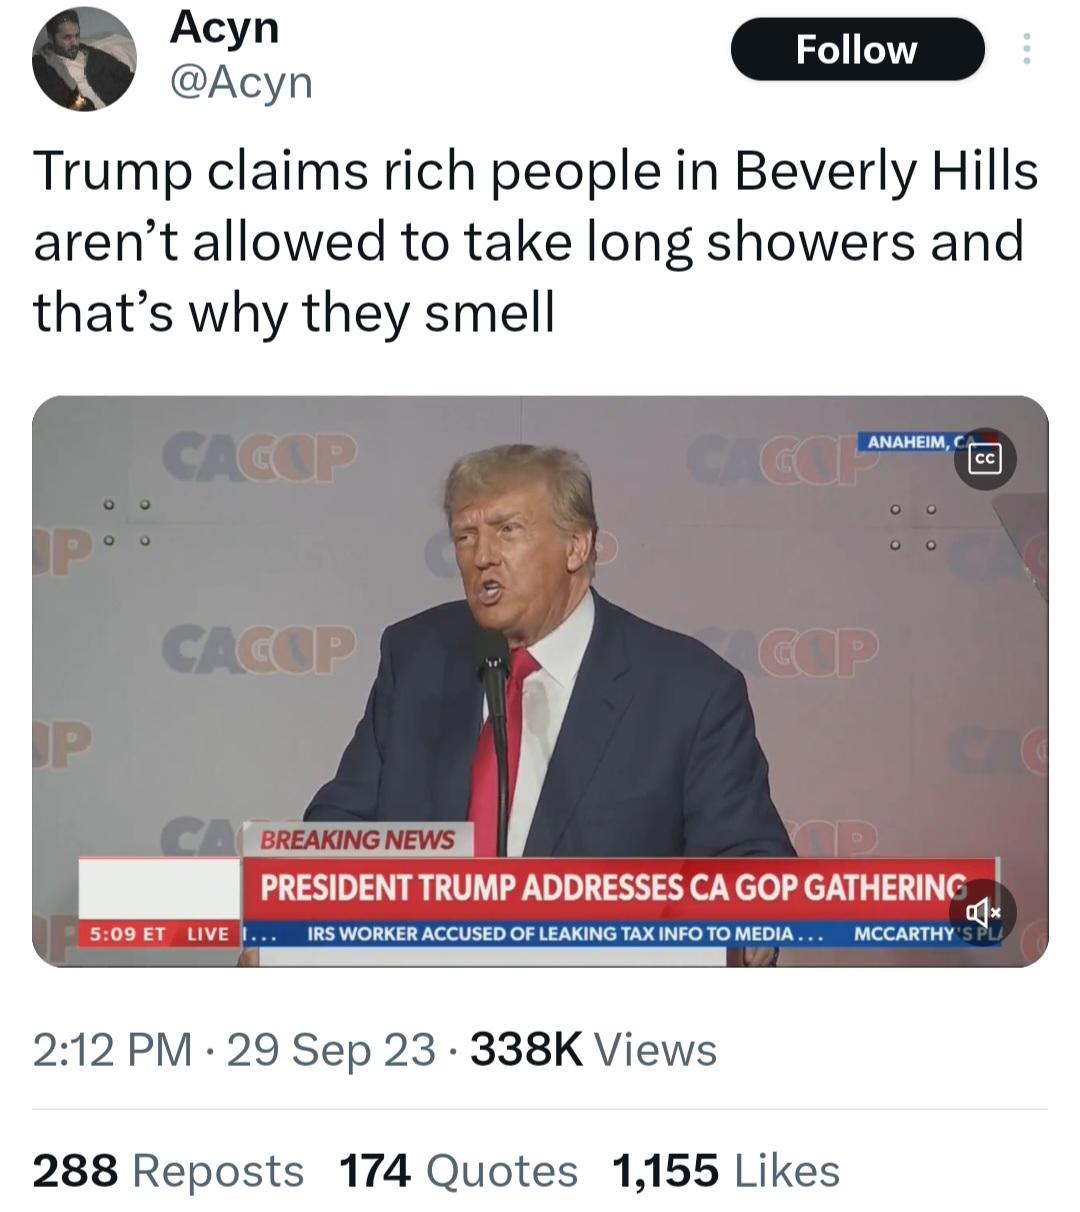 Acyn
@Acyn
Follow
Trump claims rich people in Beverly Hills
aren’t allowed to take long showers and
that’s why they smell
CAGOP
CAGOP
ANAHEIM, CA
CC
CAGOP
GOP
BREAKING NEWS
PRESIDENT TRUMP ADDRESSES CA GOP GATHERING
5:09 ET LIVE
... IRS WORKER ACCUSED OF LEAKING TAX INFO TO MEDIA ... MCCARTHY'S
2:12 PM · 29 Sep 23 · 338K Views
288 Reposts 174 Quotes 1,155 Likes